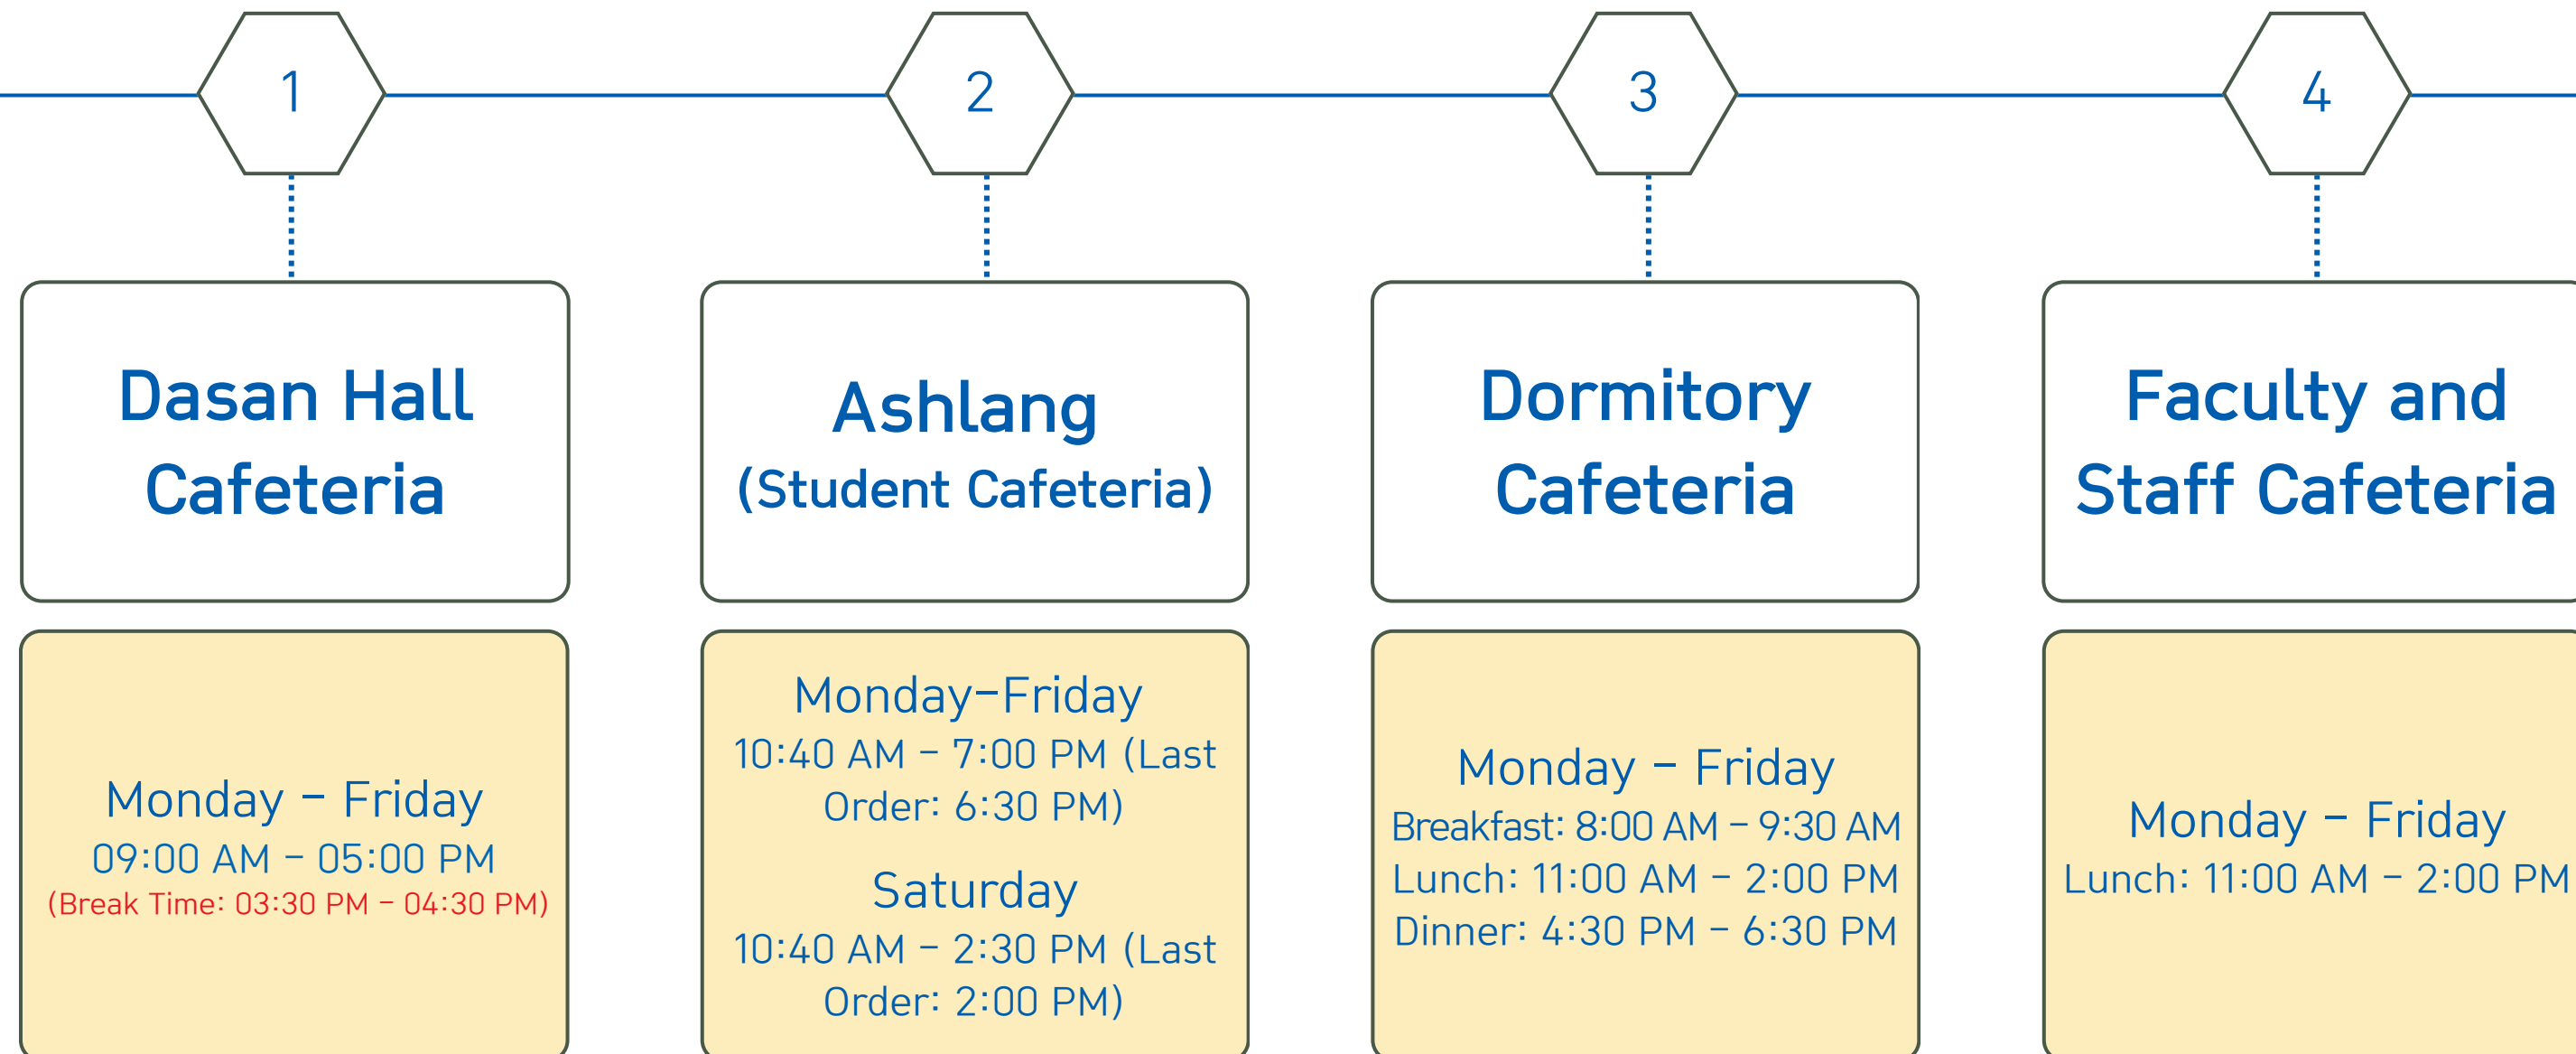 1
2
3
4
Dasan Hall
Cafeteria
Ashlang
(Student Cafeteria)
Dormitory
Cafeteria
Faculty and
Staff Cafeteria
Monday - Friday
09:00 AM - 05:00 PM
(Break Time: 03:30 PM - 04:30 PM)
Monday-Friday
10:40 AM - 7:00 PM (Last
Order: 6:30 PM)
Saturday
10:40 AM - 2:30 PM (Last
Order: 2:00 PM)
Monday - Friday
Breakfast: 8:00 AM - 9:30 AM
Lunch: 11:00 AM - 2:00 PM
Dinner: 4:30 PM - 6:30 PM
Monday - Friday
Lunch: 11:00 AM - 2:00 PM